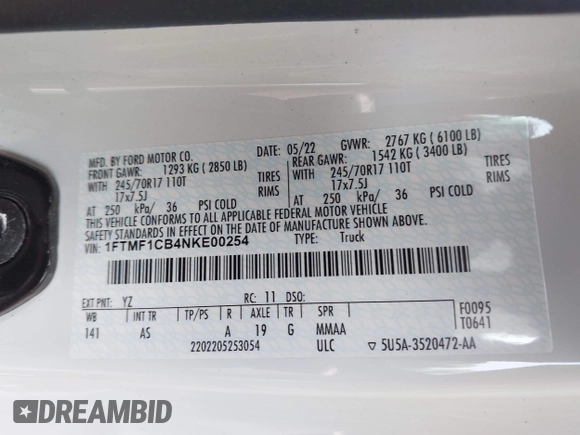 MFD. BY FORD MOTOR CO.
DATE: 05/22 GVWR: 2767 KG ( 6100 LB)
FRONT GAWR: 1293 KG ( 2850 LB)
REAR GAWR: 1542 KG ( 3400 LB)
WITH 245/70R17 110T TIRES
WITH 245/70R17 110T TIRES
17x7.5J RIMS
17x7.5J RIMS
AT 250 kPa/ 36 PSI COLD
AT 250 kPa/ 36 PSI COLD
THIS VEHICLE CONFORMS TO ALL APPLICABLE FEDERAL MOTOR VEHICLE
SAFETY STANDARDS IN EFFECT ON THE DATE OF MANUFACTURE SHOWN ABOVE.
VIN: 1FTMF1CB4NKE00254 TYPE: Truck
EXT PNT: YZ RC: 11 DSO:
WB INT TR TP/PS R AXLE TR SPR F0095
141 AS A 19 G MMAA T0641
2202205253054 ULC ▽ 5U5A-3520472-AA
DREAMBID